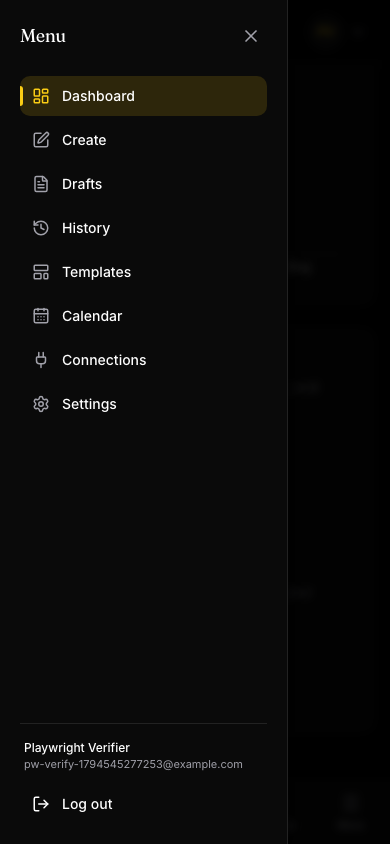 Menu
Dashboard
Create
Drafts
History
Templates
Calendar
Connections
Settings
Playwright Verifier
pw-verify-1794545277253@example.com
Log out